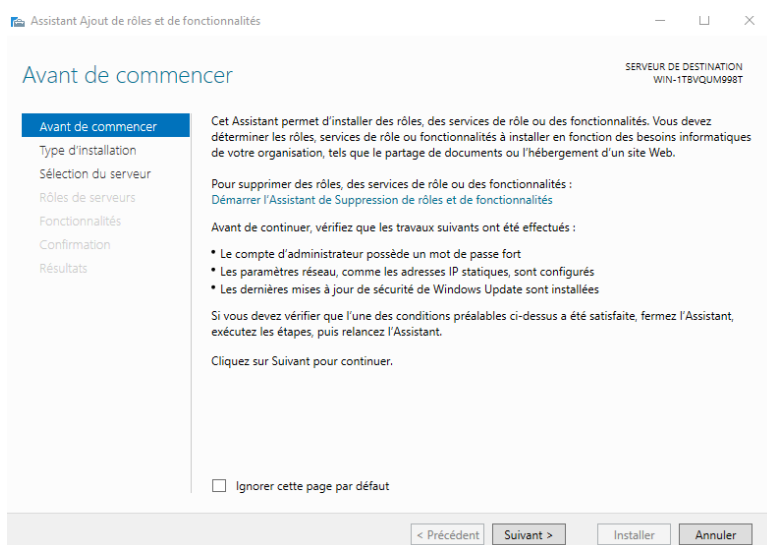 Assistant Ajout de rôles et de fonctionnalités
Avant de commencer
SERVEUR DE DESTINATION
WIN-1TBVQUM998T
Avant de commencer
Type d'installation
Sélection du serveur
Rôles de serveurs
Fonctionnalités
Confirmation
Résultats
Cet Assistant permet d'installer des rôles, des services de rôle ou des fonctionnalités. Vous devez
déterminer les rôles, services de rôle ou fonctionnalités à installer en fonction des besoins informatiques
de votre organisation, tels que le partage de documents ou l'hébergement d'un site Web.
Pour supprimer des rôles, des services de rôle ou des fonctionnalités :
Démarrer l'Assistant de Suppression de rôles et de fonctionnalités
Avant de continuer, vérifiez que les travaux suivants ont été effectués :
• Le compte d'administrateur possède un mot de passe fort
• Les paramètres réseau, comme les adresses IP statiques, sont configurés
• Les dernières mises à jour de sécurité de Windows Update sont installées
Si vous devez vérifier que l'une des conditions préalables ci-dessus a été satisfaite, fermez l'Assistant,
exécutez les étapes, puis relancez l'Assistant.
Cliquez sur Suivant pour continuer.
Ignorer cette page par défaut
< Précédent
Suivant >
Installer
Annuler